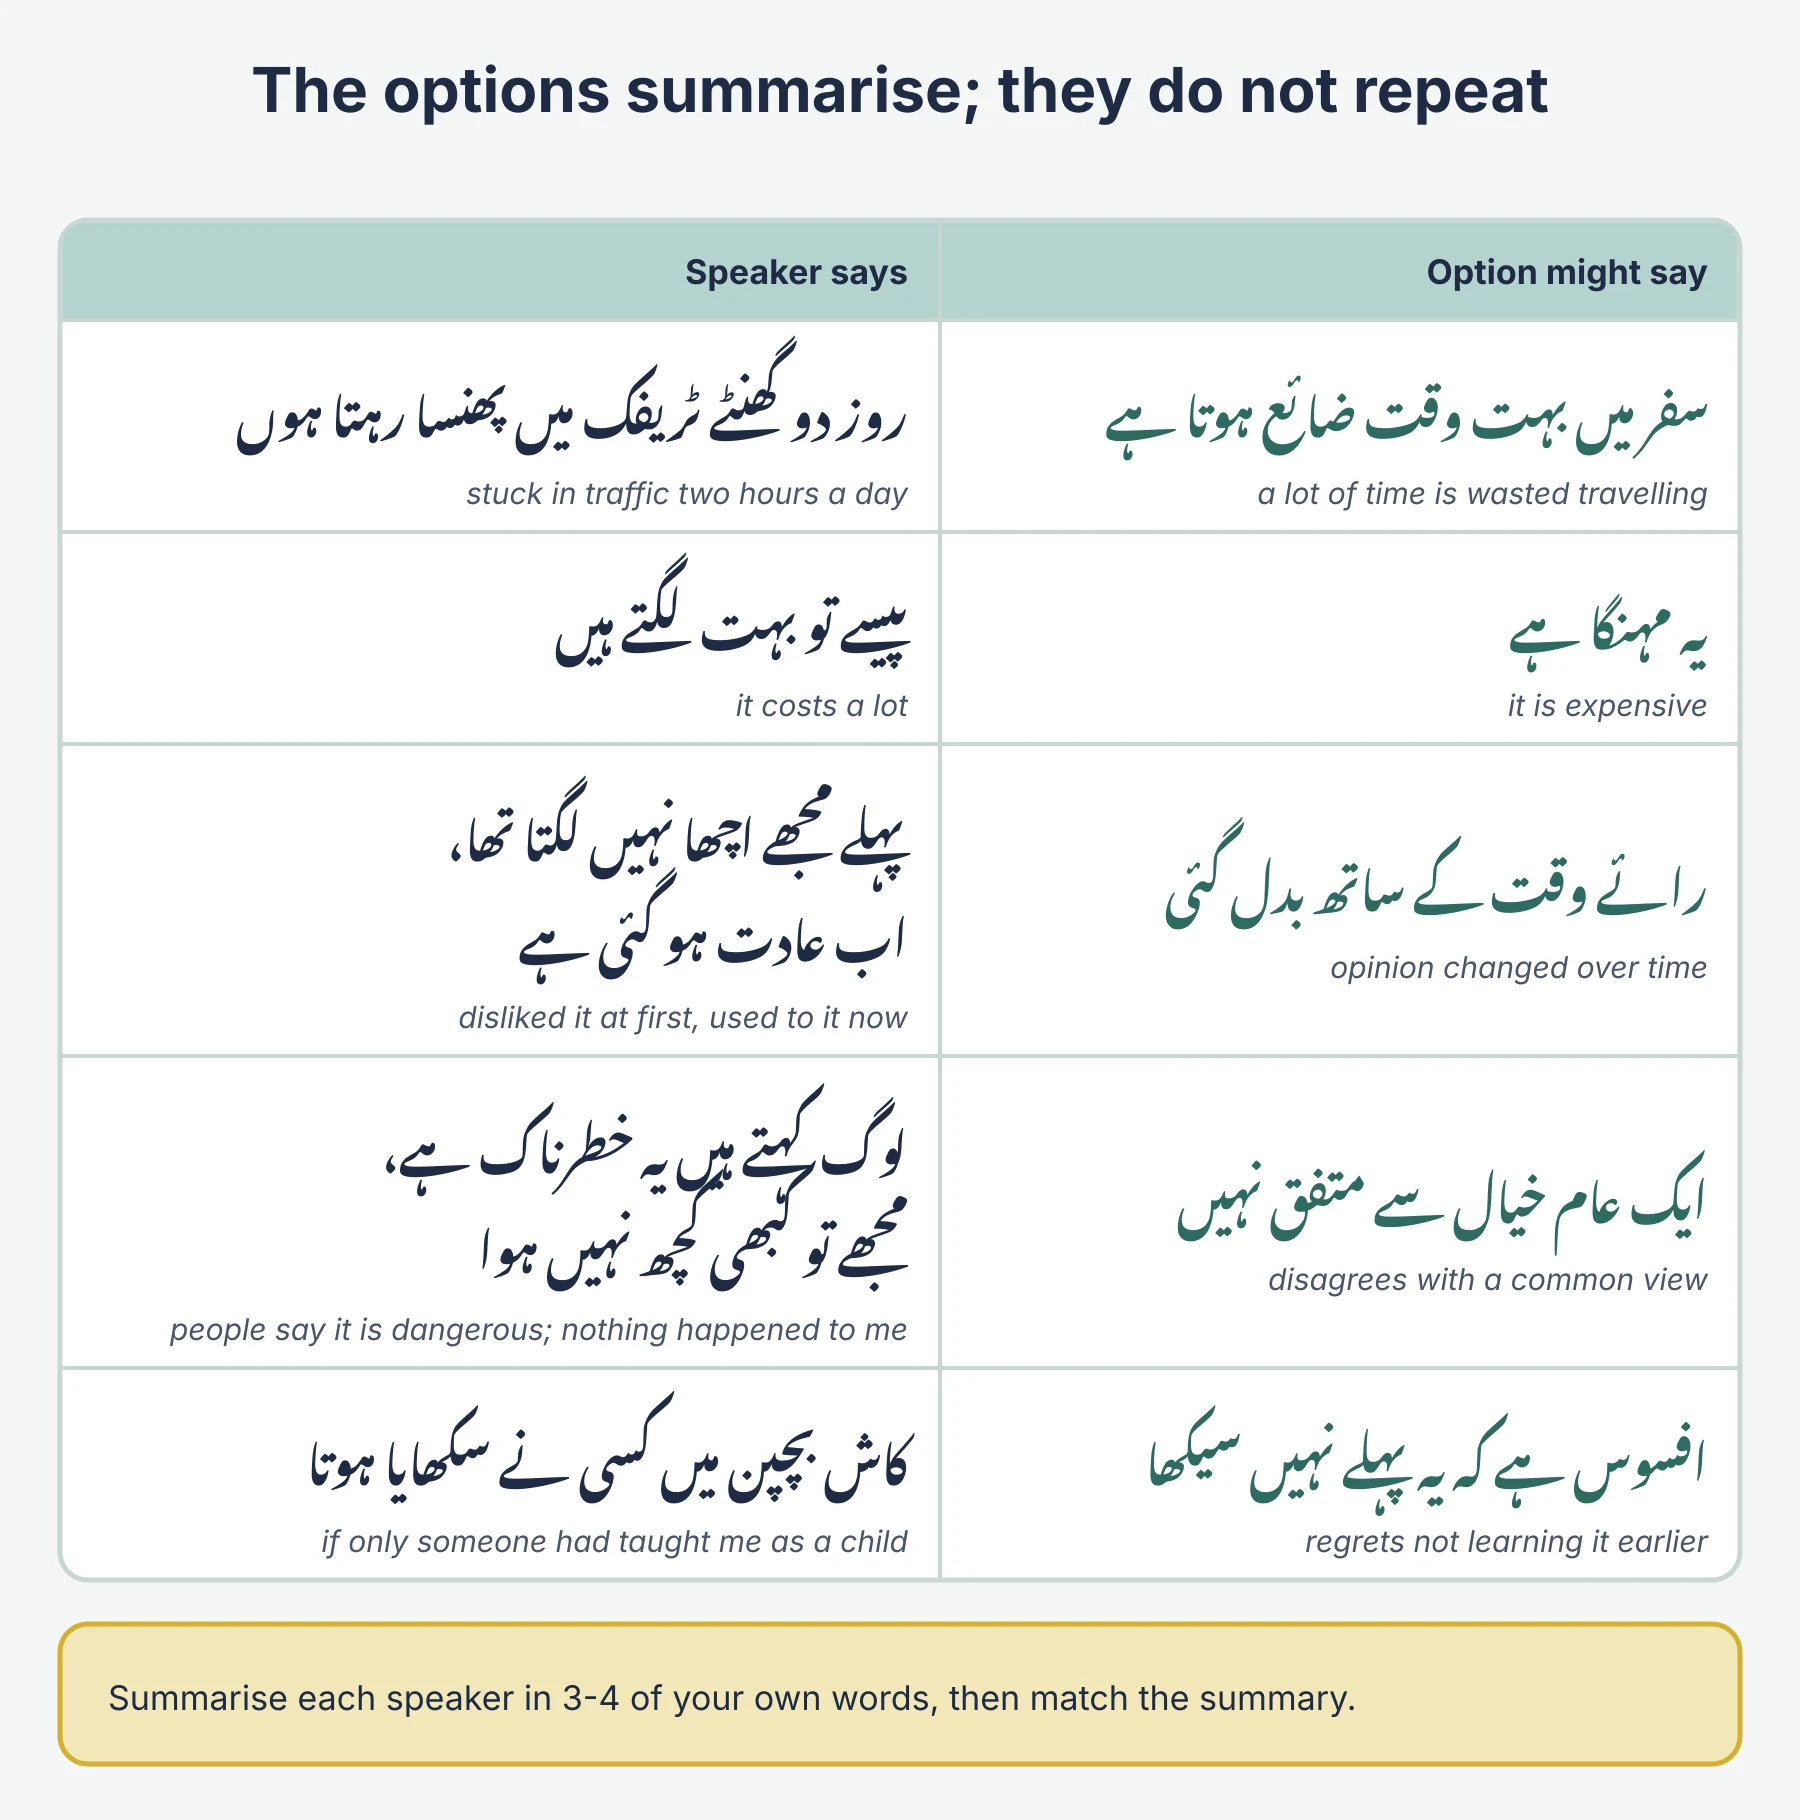 The options summarise; they do not repeat
Speaker says
Option might say
روز دو گھنٹے ٹریفک میں پھنسا رہتا ہوں
stuck in traffic two hours a day
سفر میں بہت وقت ضائع ہوتا ہے
a lot of time is wasted travelling
پیسے تو بہت لگتے ہیں
it costs a lot
یہ مہنگا ہے
it is expensive
پہلے مجھے اچھا نہیں لگتا تھا،
اب عادت ہو گئی ہے
disliked it at first, used to it now
رائے وقت کے ساتھ بدل گئی
opinion changed over time
لوگ کہتے ہیں یہ خطرناک ہے،
مجھے تو کبھی کچھ نہیں ہوا
people say it is dangerous; nothing happened to me
ایک عام خیال سے متفق نہیں
disagrees with a common view
کاش بچپن میں کسی نے سکھایا ہوتا
if only someone had taught me as a child
افسوس ہے کہ یہ پہلے نہیں سیکھا
regrets not learning it earlier
Summarise each speaker in 3-4 of your own words, then match the summary.